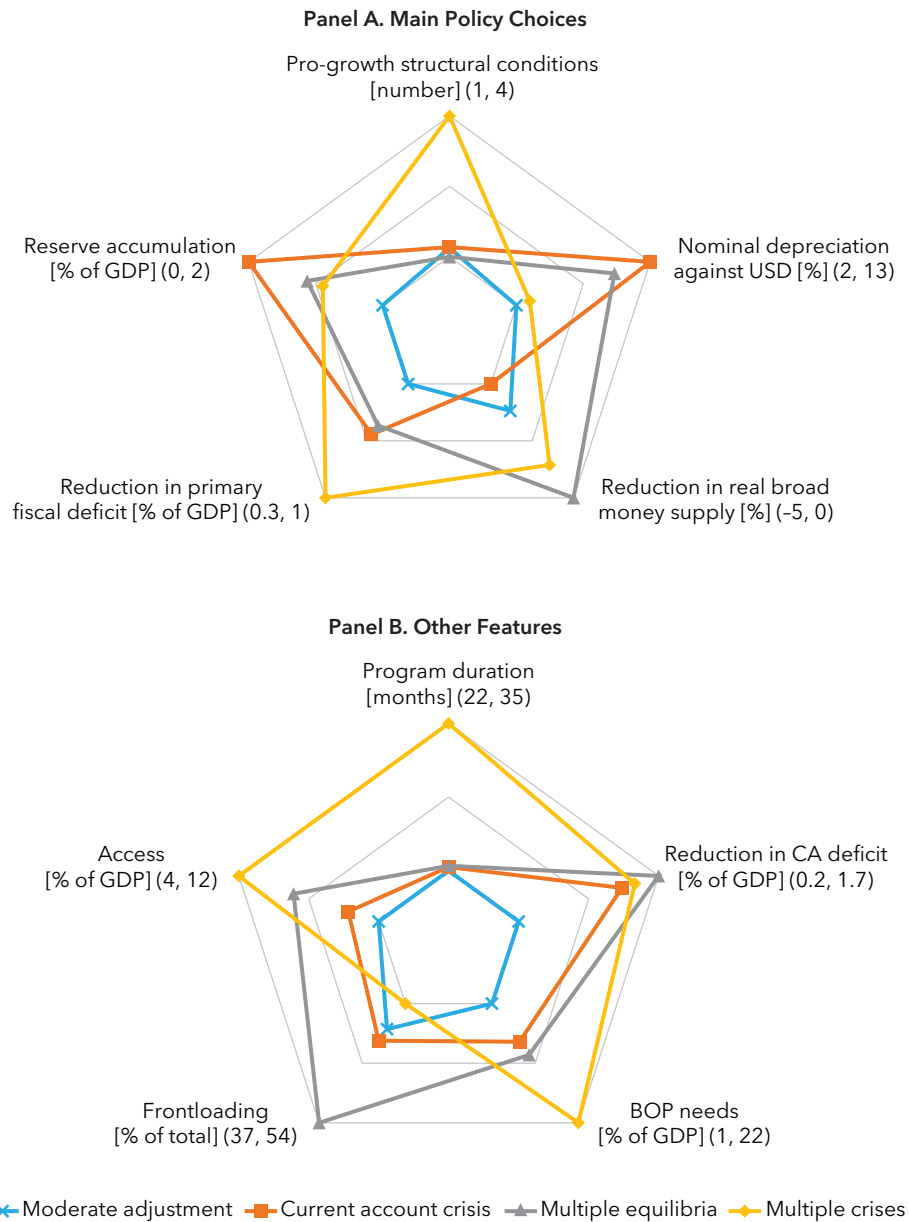 Panel A. Main Policy Choices
Pro-growth structural conditions
[number] (1, 4)
Reserve accumulation
[% of GDP] (0, 2)
Nominal depreciation
against USD [%] (2, 13)
Reduction in primary
fiscal deficit [% of GDP] (0.3, 1)
Reduction in real broad
money supply [%] (–5, 0)
Panel B. Other Features
Program duration
[months] (22, 35)
Access
[% of GDP] (4, 12)
Reduction in CA deficit
[% of GDP] (0.2, 1.7)
Frontloading
[% of total] (37, 54)
BOP needs
[% of GDP] (1, 22)
Moderate adjustment Current account crisis Multiple equilibria Multiple crises